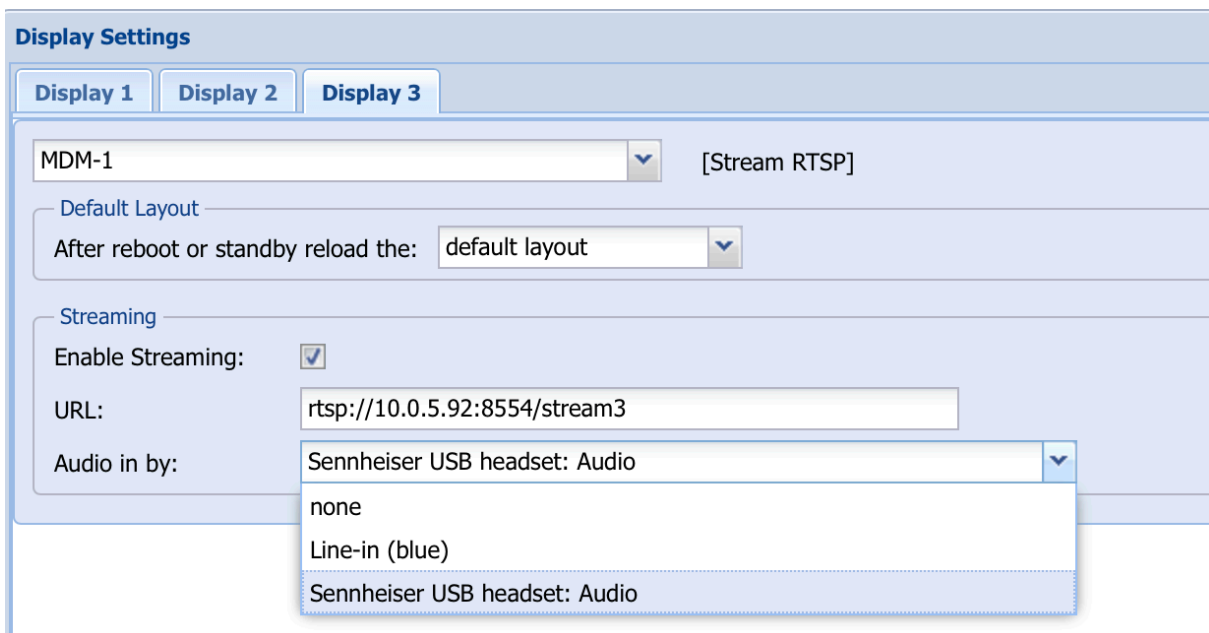 Display Settings
Display 1 Display 2 Display 3
MDM-1 [Stream RTSP]
Default Layout
After reboot or standby reload the: default layout
Streaming
Enable Streaming:
URL: rtsp://10.0.5.92:8554/stream3
Audio in by: Sennheiser USB headset: Audio
none
Line-in (blue)
Sennheiser USB headset: Audio